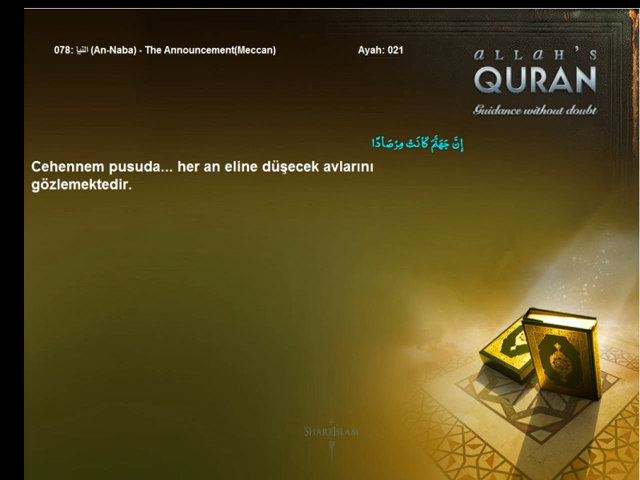 078: النبإ (An-Naba) - The Announcement(Meccan) Ayah: 021
ALLAH'S
QURAN
Guidance without doubt
إِنَّ جَهَنَّمَ كَانَتْ مِرْصَادًا
Cehennem pusuda... her an eline düşecek avlarını
gözlemektedir.
SHAREISLAM